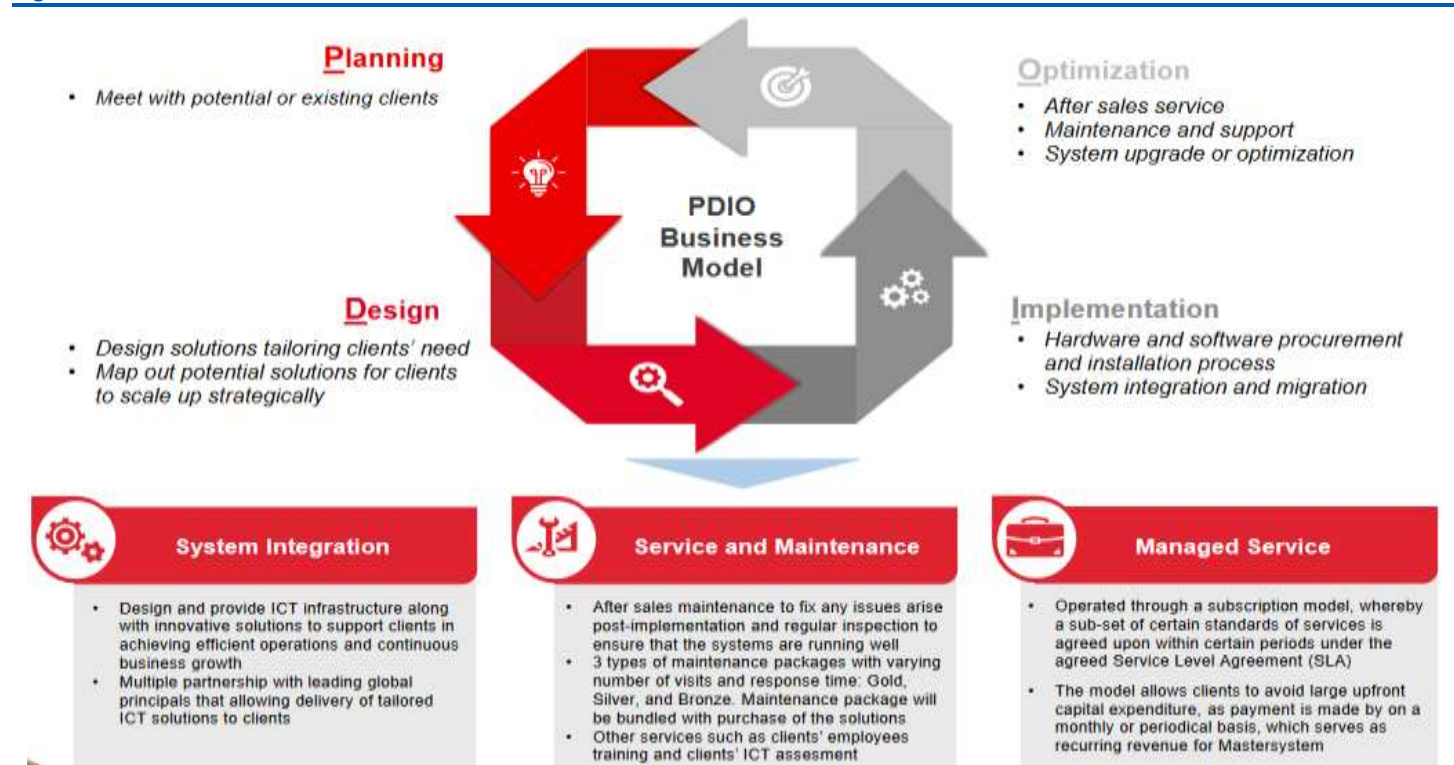 Planning
• Meet with potential or existing clients
Optimization
• After sales service
• Maintenance and support
• System upgrade or optimization
PDIO
Business
Model
Design
• Design solutions tailoring clients' need
• Map out potential solutions for clients
to scale up strategically
Implementation
• Hardware and software procurement
and installation process
• System integration and migration
System Integration
• Design and provide ICT infrastructure along
with innovative solutions to support clients in
achieving efficient operations and continuous
business growth
• Multiple partnership with leading global
principals that allowing delivery of tailored
ICT solutions to clients
Service and Maintenance
• After sales maintenance to fix any issues arise
post-implementation and regular inspection to
ensure that the systems are running well
• 3 types of maintenance packages with varying
number of visits and response time: Gold,
Silver, and Bronze. Maintenance package will
be bundled with purchase of the solutions
• Other services such as clients' employees
training and clients' ICT assesment
Managed Service
• Operated through a subscription model, whereby
a sub-set of certain standards of services is
agreed upon within certain periods under the
agreed Service Level Agreement (SLA)
• The model allows clients to avoid large upfront
capital expenditure, as payment is made by on a
monthly or periodical basis, which serves as
recurring revenue for Mastersystem